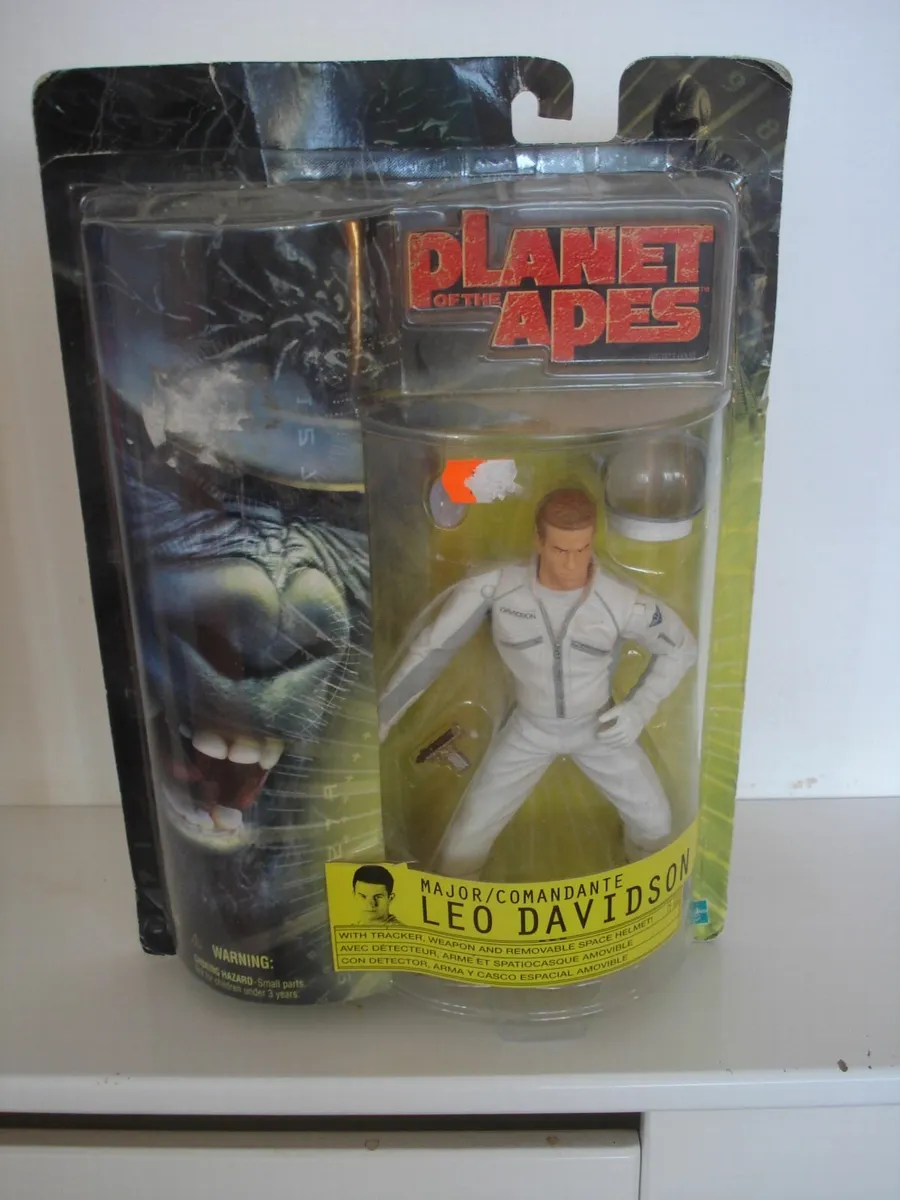 PLANET
OF THE
APES™
DAVIDSON
MAJOR/COMANDANTE
LEO DAVIDSON
WITH TRACKER, WEAPON AND REMOVABLE SPACE HELMET!
AVEC DÉTECTEUR, ARME ET SPATIOCASQUE AMOVIBLE
CON DETECTOR, ARMA Y CASCO ESPACIAL AMOVIBLE
WARNING:
CHOKING HAZARD-Small parts.
Not for children under 3 years.